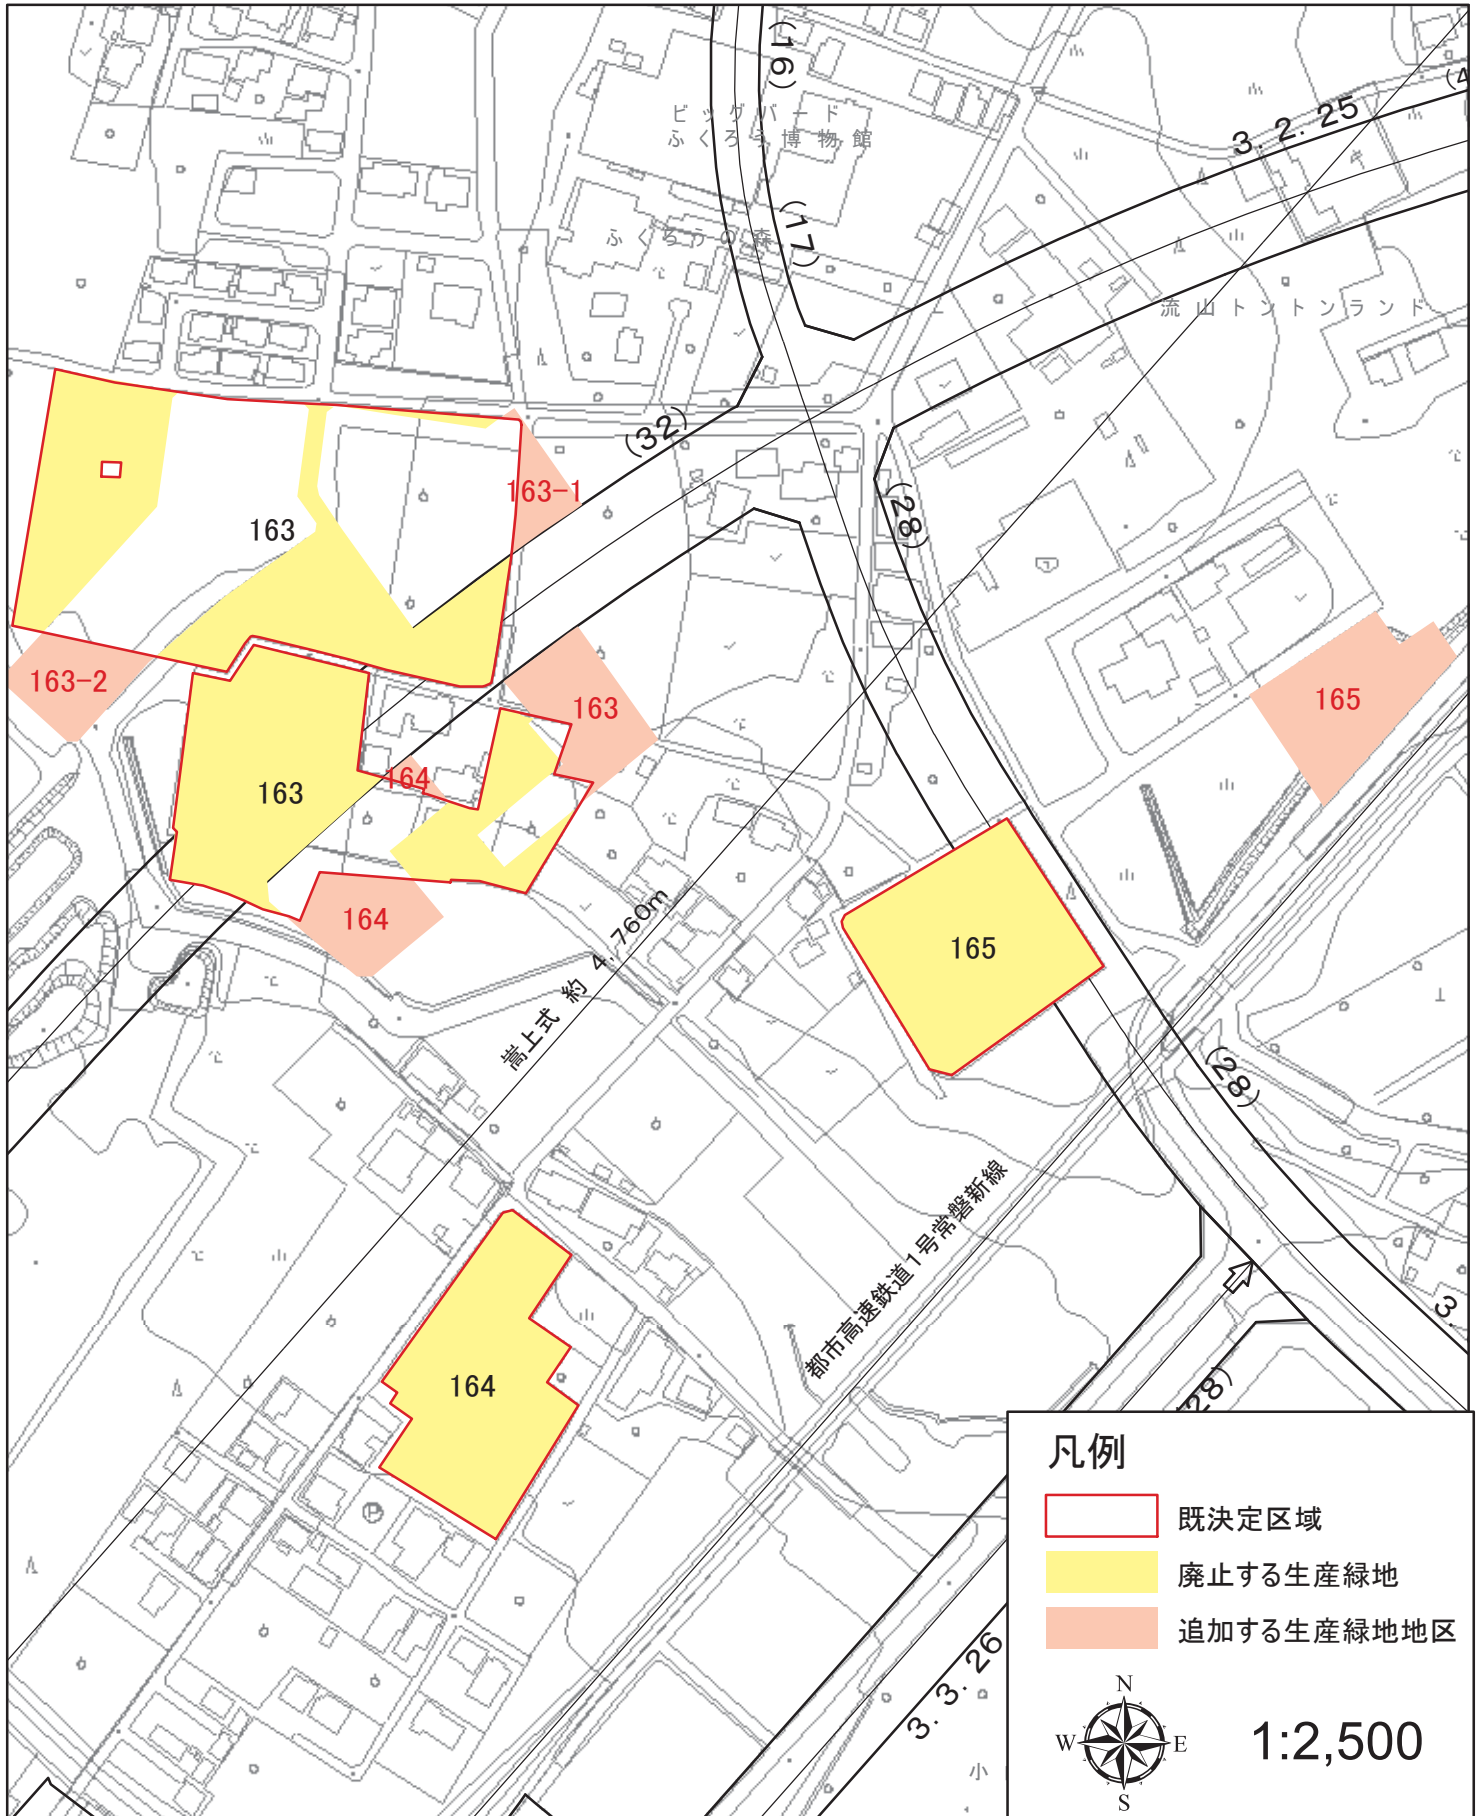 (16)
ビッグバード
ふくろう博物館
3. 2. 25
(4
(17)
ふくろうの森
流山トントンランド
(32)
163-1
163
(28)
163-2
163
165
163
164
164
165
嵩上式 約 4,760m
(28)
都市高速鉄道1号常磐新線
3.
164
(28)
凡例
既決定区域
廃止する生産緑地
追加する生産緑地地区
3. 3. 26
N
W
E
S
1:2,500
小